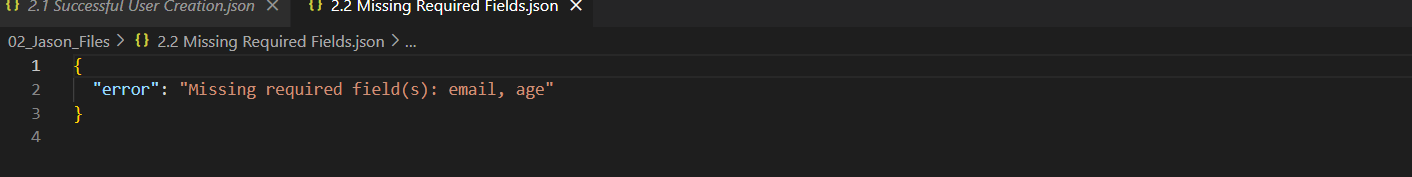 {} 2.1 Successful User Creation.json × {} 2.2 Missing Required Fields.json ×
02_Jason_Files > {} 2.2 Missing Required Fields.json > ...
1 {
2 "error": "Missing required field(s): email, age"
3 }
4